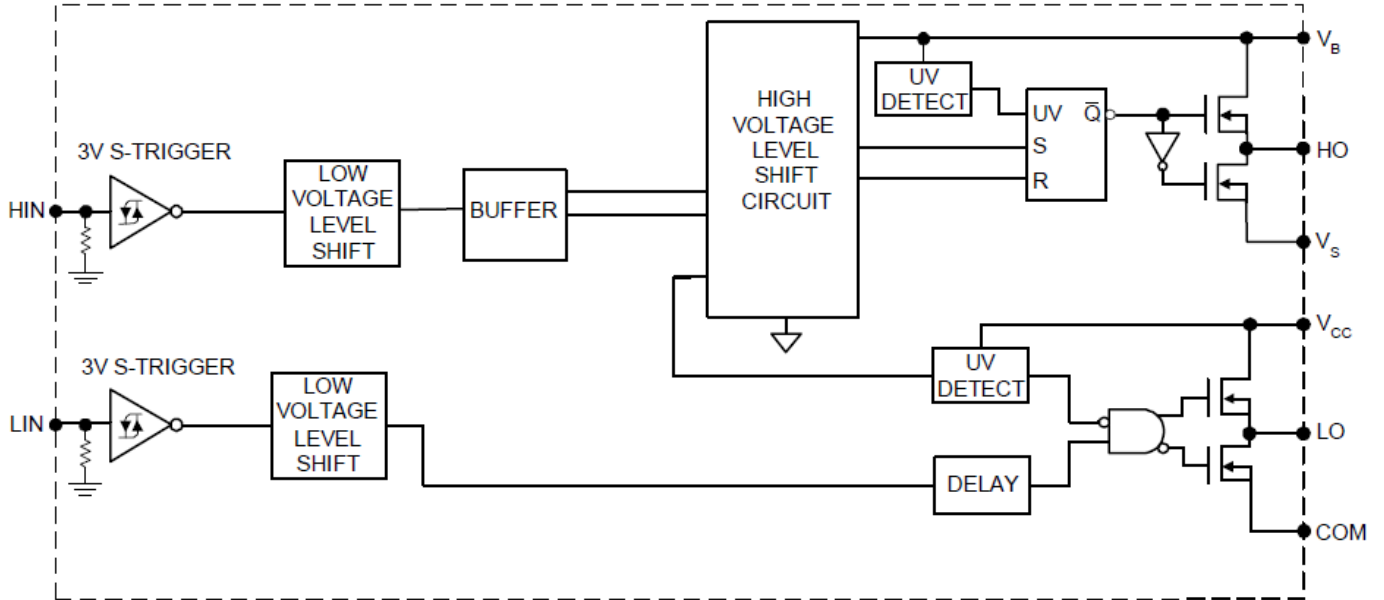 V_B
UV
DETECT
HIGH
VOLTAGE
LEVEL
SHIFT
CIRCUIT
UV Q̅
S
R
HO
3V S-TRIGGER
LOW
VOLTAGE
LEVEL
SHIFT
BUFFER
HIN
V_S
V_CC
3V S-TRIGGER
UV
DETECT
LOW
VOLTAGE
LEVEL
SHIFT
LIN
LO
DELAY
COM